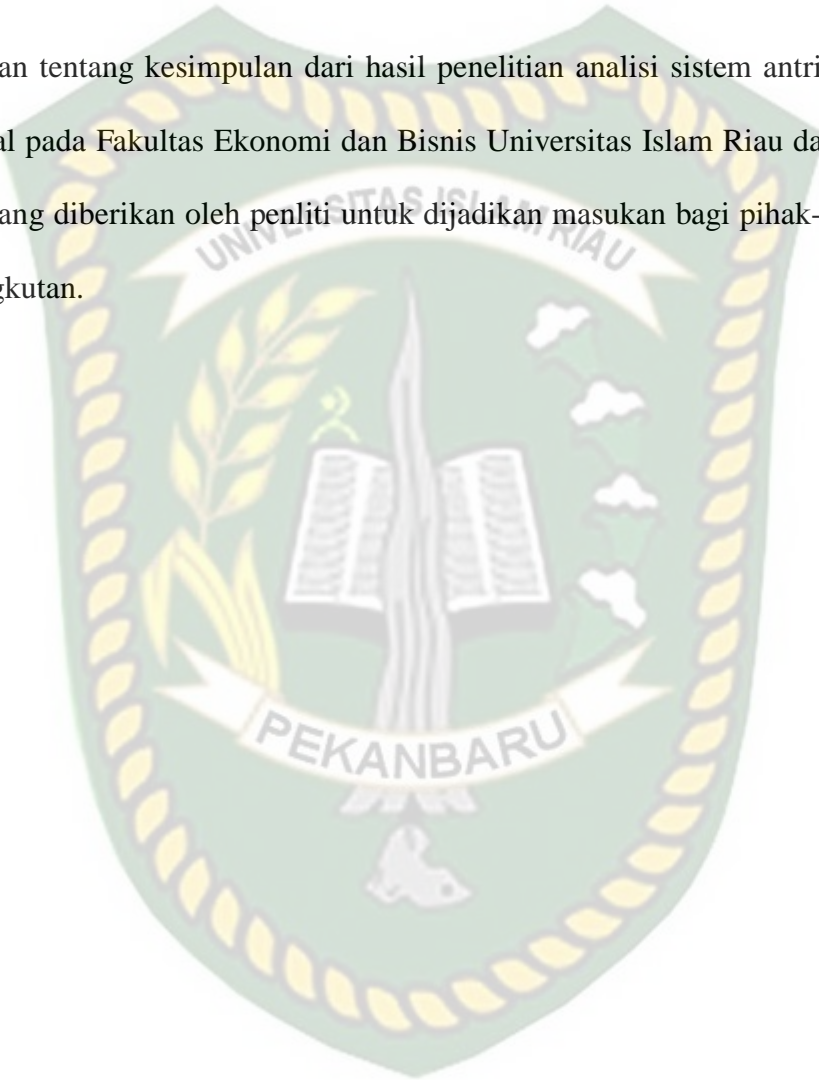 an tentang kesimpulan dari hasil penelitian analisi sistem antri
al pada Fakultas Ekonomi dan Bisnis Universitas Islam Riau da
ang diberikan oleh penliti untuk dijadikan masukan bagi pihak-
gkutan.
UNIVERSITAS ISLAM RIAU
PEKANBARU